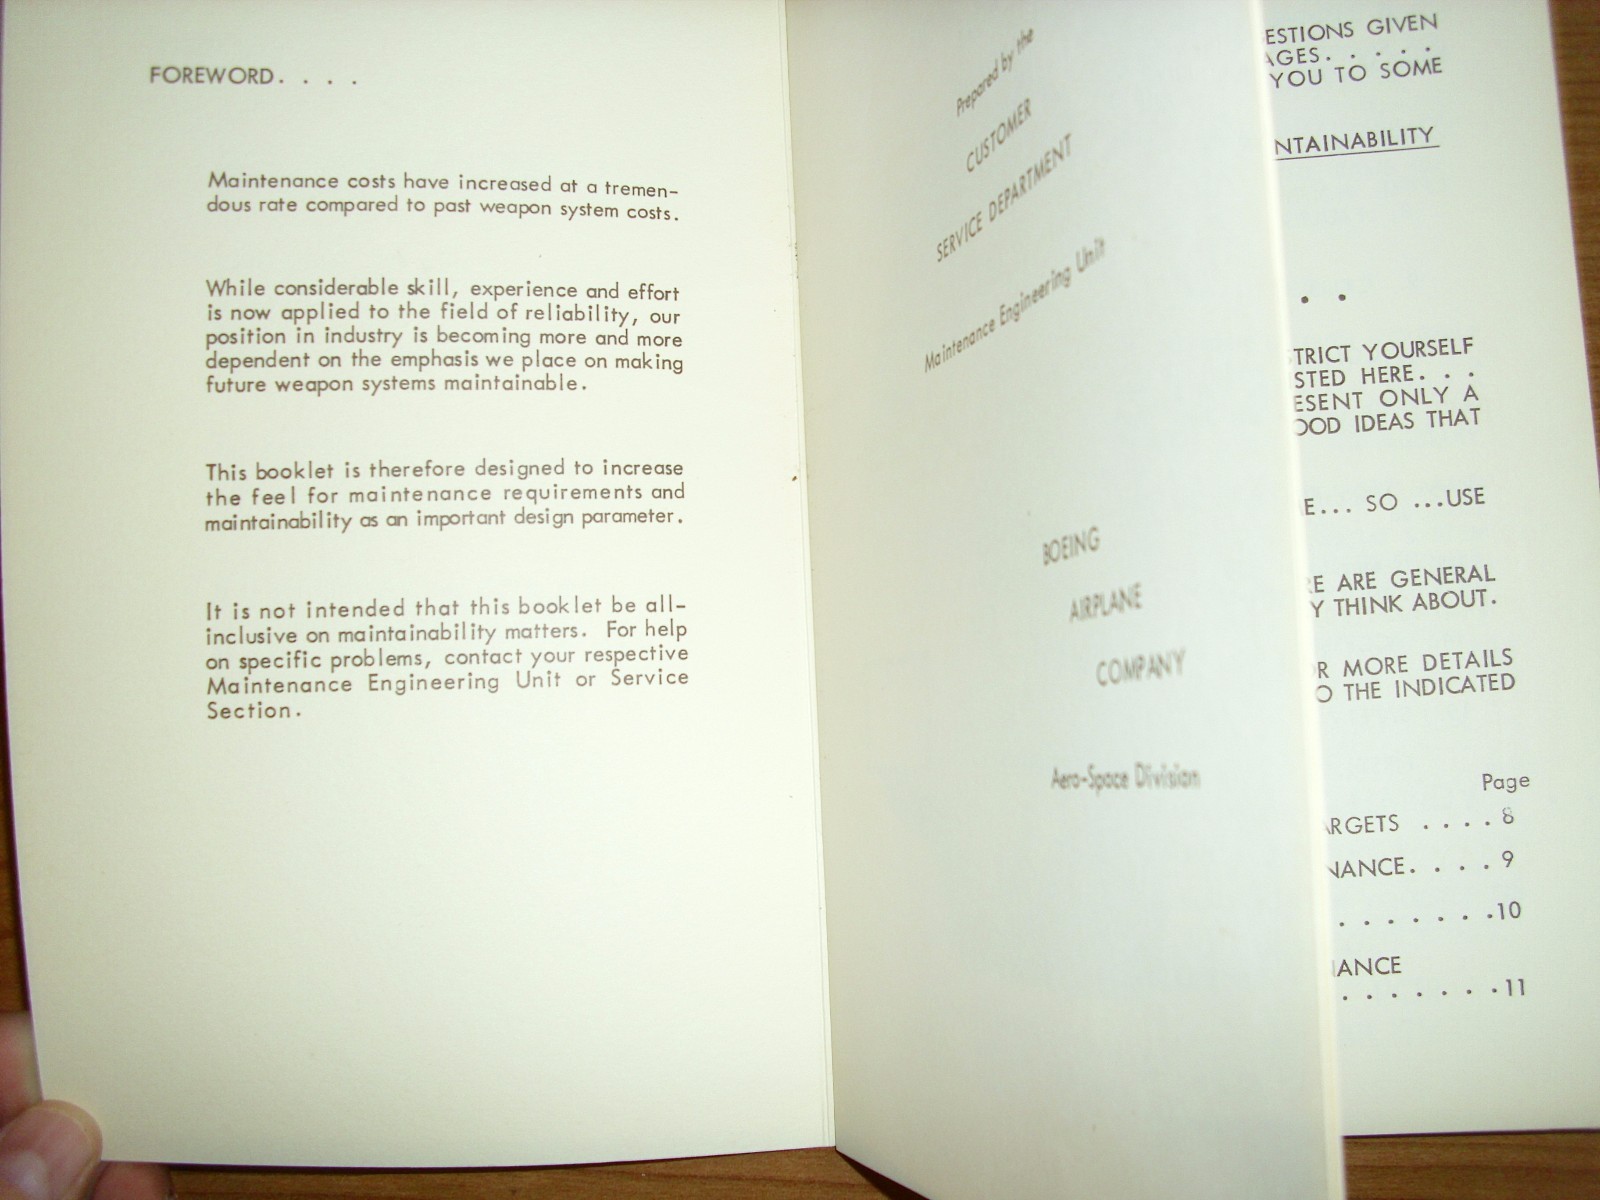 FOREWORD. . . .
Maintenance costs have increased at a tremen-
dous rate compared to past weapon system costs.
While considerable skill, experience and effort
is now applied to the field of reliability, our
position in industry is becoming more and more
dependent on the emphasis we place on making
future weapon systems maintainable.
This booklet is therefore designed to increase
the feel for maintenance requirements and
maintainability as an important design parameter.
It is not intended that this booklet be all-
inclusive on maintainability matters. For help
on specific problems, contact your respective
Maintenance Engineering Unit or Service
Section.
Prepared by the
CUSTOMER
SERVICE DEPARTMENT
Maintenance Engineering Unit
BOEING
AIRPLANE
COMPANY
Aero-Space Division
ESTIONS GIVEN
AGES. . . . .
YOU TO SOME
NTAINABILITY
. .
TRICT YOURSELF
STED HERE. . .
ESENT ONLY A
OOD IDEAS THAT
E... SO ...USE
RE ARE GENERAL
Y THINK ABOUT.
OR MORE DETAILS
O THE INDICATED
Page
ARGETS . . . . 8
NANCE. . . . 9
. . . . . . . .10
NANCE
. . . . . . . .11